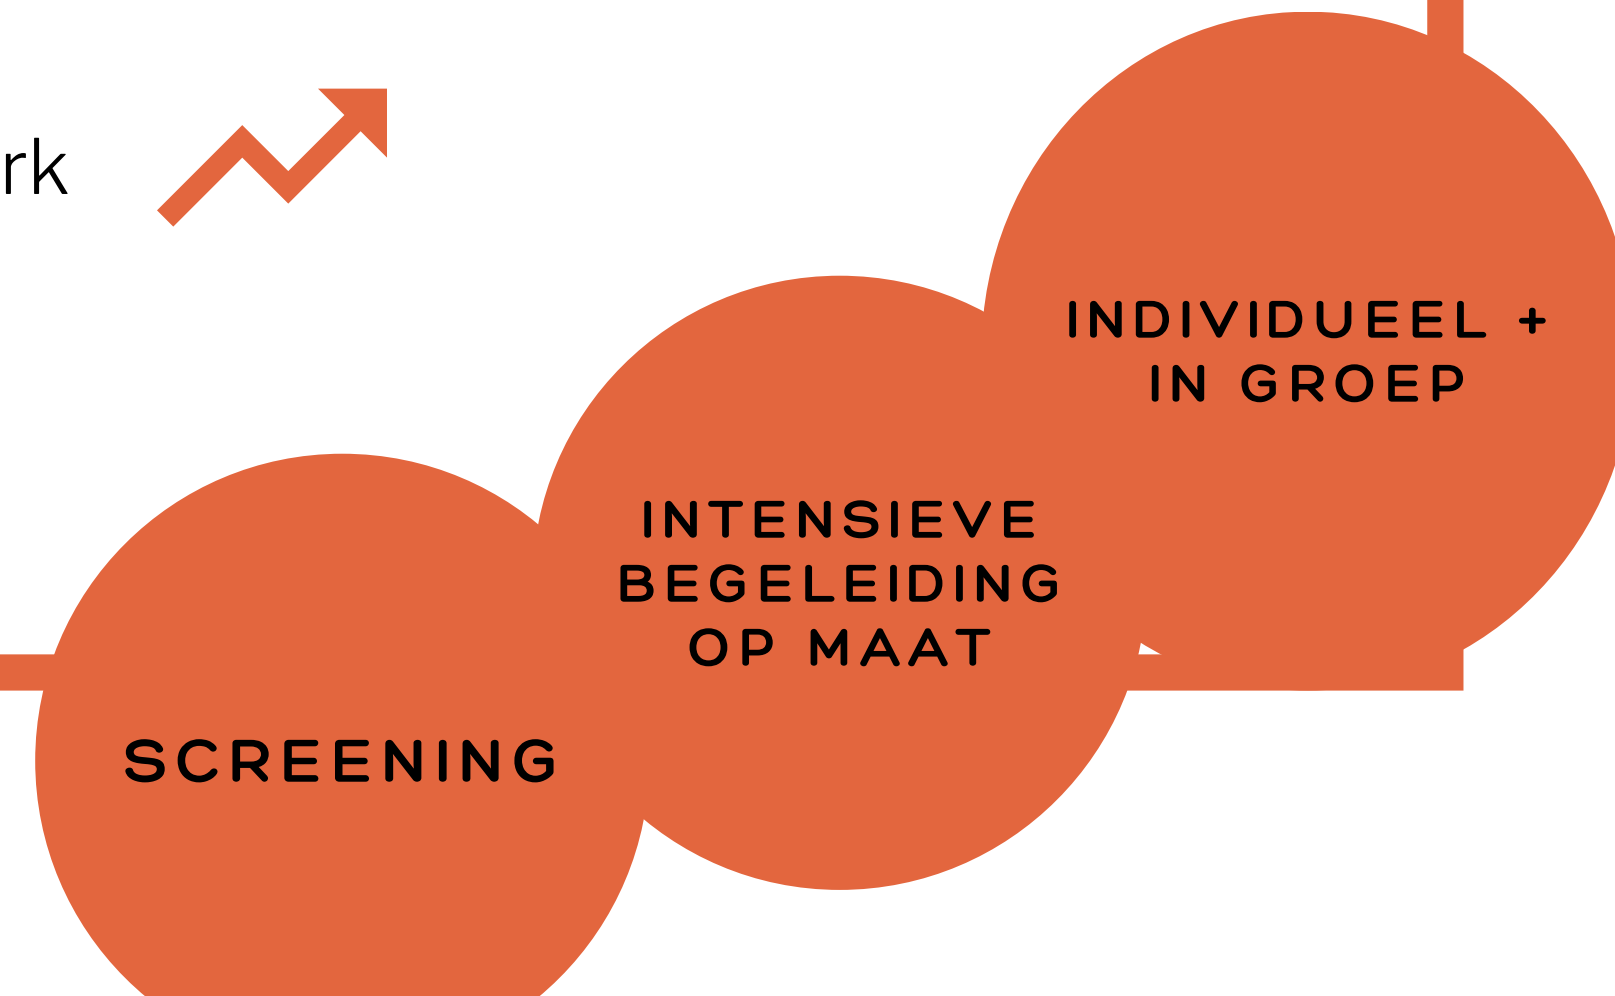 rk
INDIVIDUEEL +
IN GROEP
INTENSIEVE
BEGELEIDING
OP MAAT
SCREENING